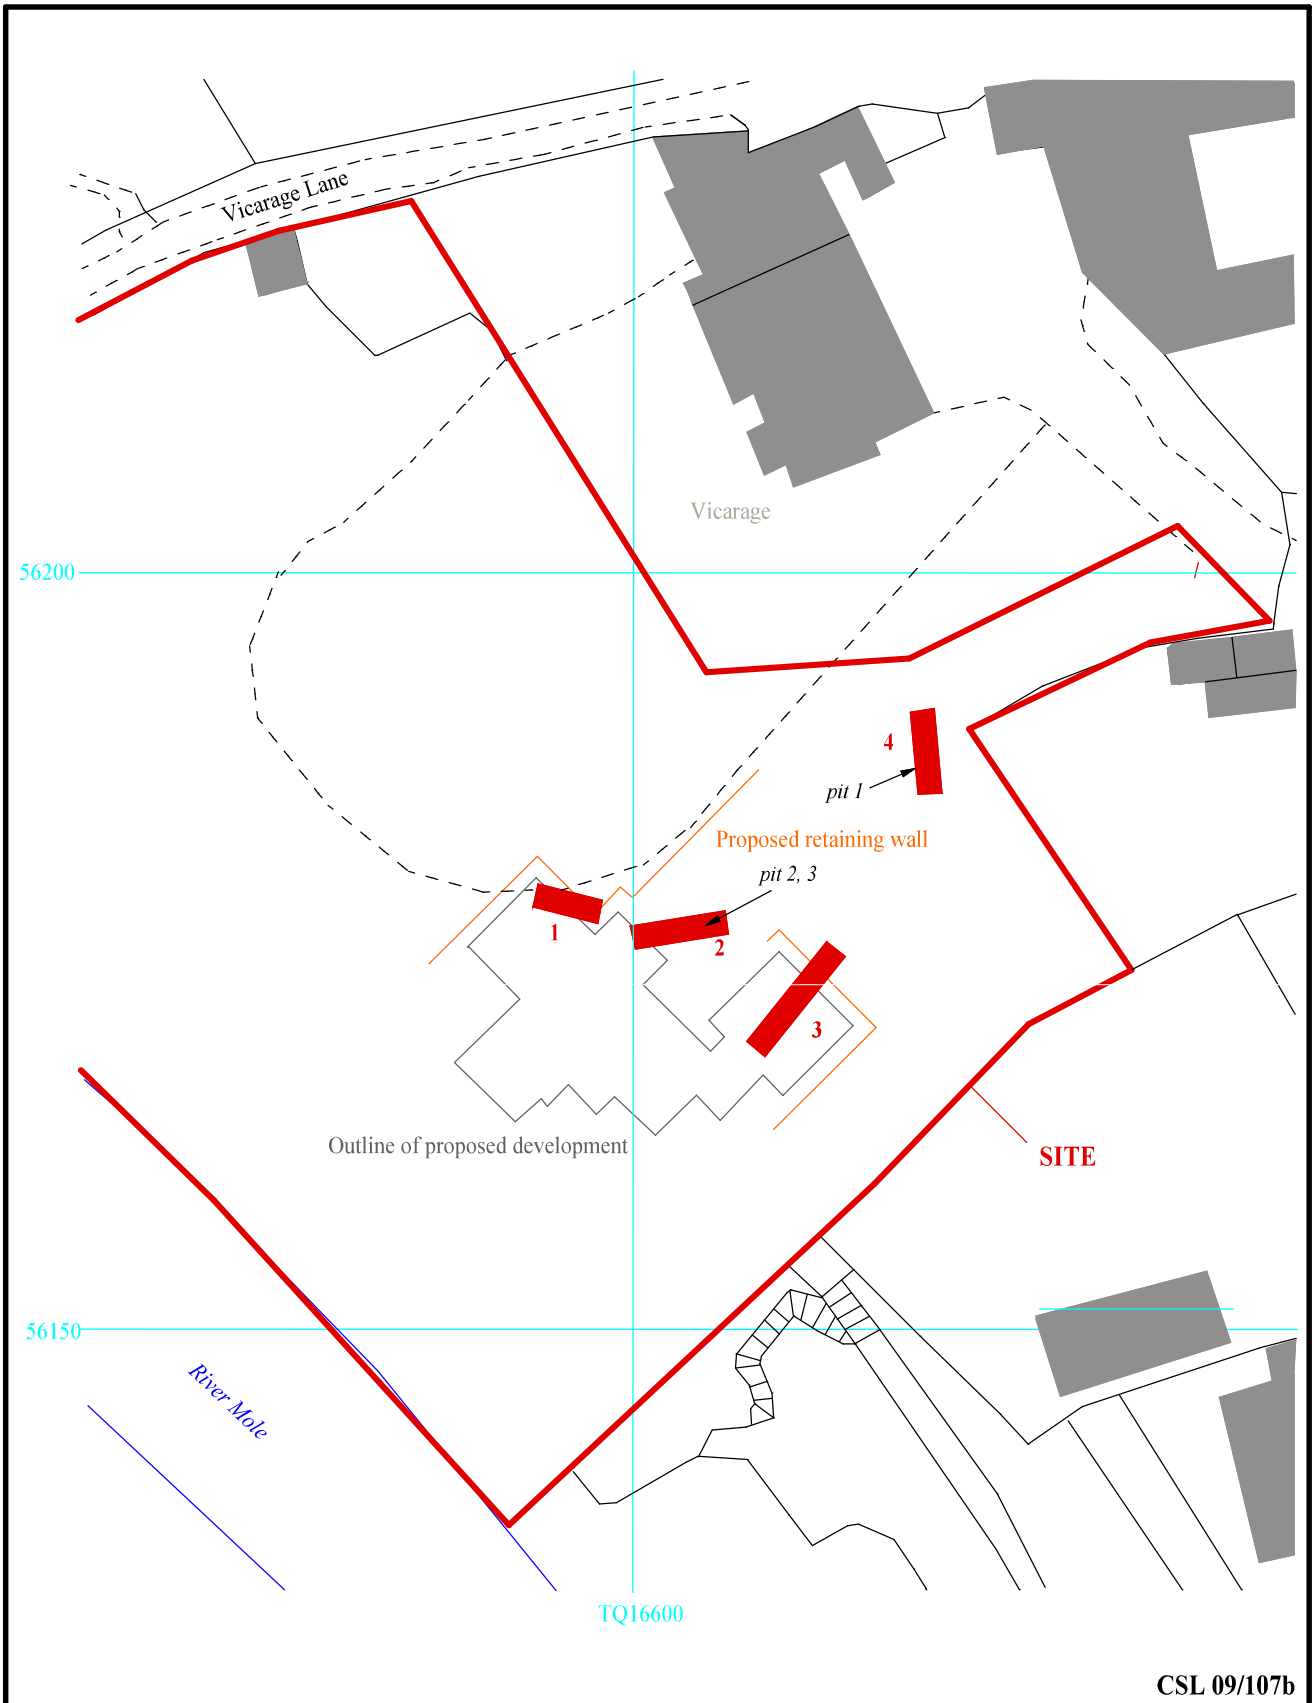 Vicarage Lane
Vicarage
56200
4
pit 1
Proposed retaining wall
pit 2, 3
1
2
3
Outline of proposed development
SITE
56150
River Mole
TQ16600
CSL 09/107b